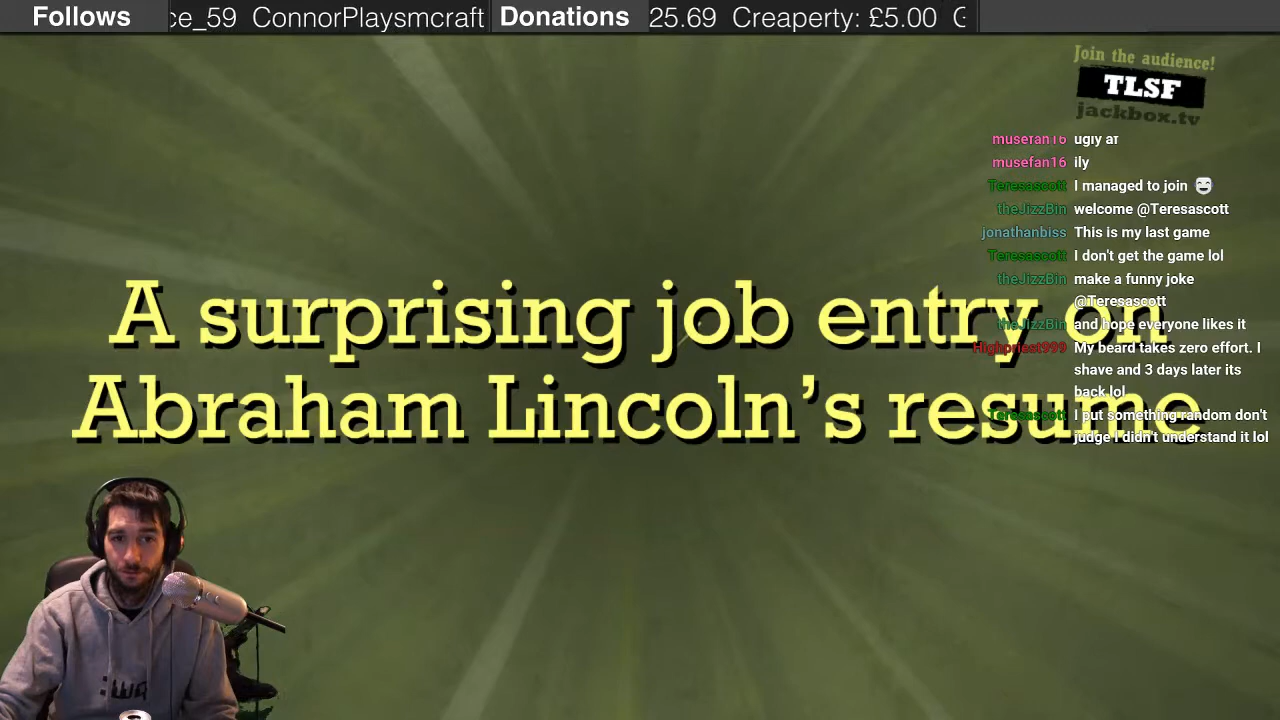 Follows ce_59 ConnorPlaysmcraft Donations 25.69 Creaperty: £5.00
Join the audience!
TLSF
jackbox.tv
musefan16 ugly af
musefan16 ily
Teresascott I managed to join
theJizzBin welcome @Teresascott
jonathanbiss This is my last game
Teresascott I don't get the game lol
theJizzBin make a funny joke
@Teresascott
theJizzBin and hope everyone likes it
Highpriest999 My beard takes zero effort. I
shave and 3 days later its
back lol
Teresascott I put something random don't
judge I didn't understand it lol
A surprising job entry on
Abraham Lincoln's resume